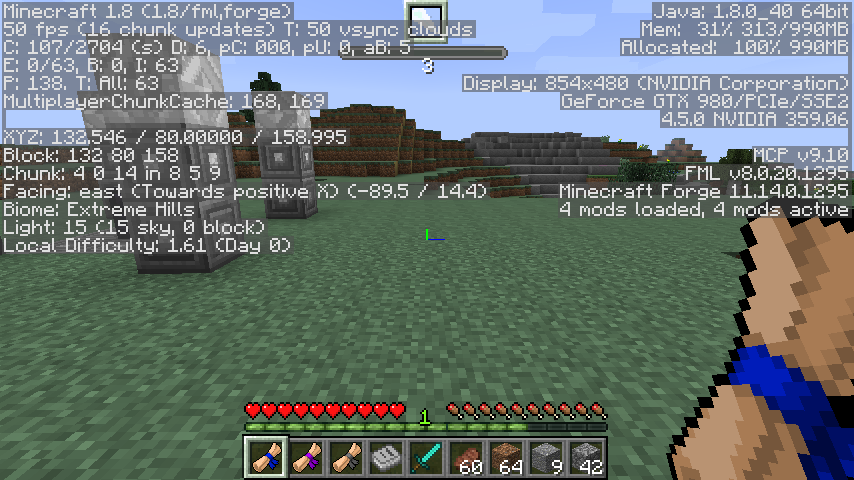 Minecraft 1.8 (1.8/fml,forge)
50 fps (16 chunk updates) T: 50 vsync clouds
C: 107/2704 (s) D: 6, pC: 000, pU: 0, aB: 5
E: 0/63, B: 0, I: 63
P: 138. T: All: 63
MultiplayerChunkCache: 168, 169
XYZ: 132.546 / 80.00000 / 158.995
Block: 132 80 158
Chunk: 4 0 14 in 8 5 9
Facing: east (Towards positive X) (-89.5 / 14.4)
Biome: Extreme Hills
Light: 15 (15 sky, 0 block)
Local Difficulty: 1.61 (Day 0)
3
Java: 1.8.0_40 64bit
Mem: 31% 313/990MB
Allocated: 100% 990MB
Display: 854x480 (NVIDIA Corporation)
GeForce GTX 980/PCIe/SSE2
4.5.0 NVIDIA 359.06
MCP v9.10
FML v8.0.20.1295
Minecraft Forge 11.14.0.1295
4 mods loaded, 4 mods active
1
60 64 9 42